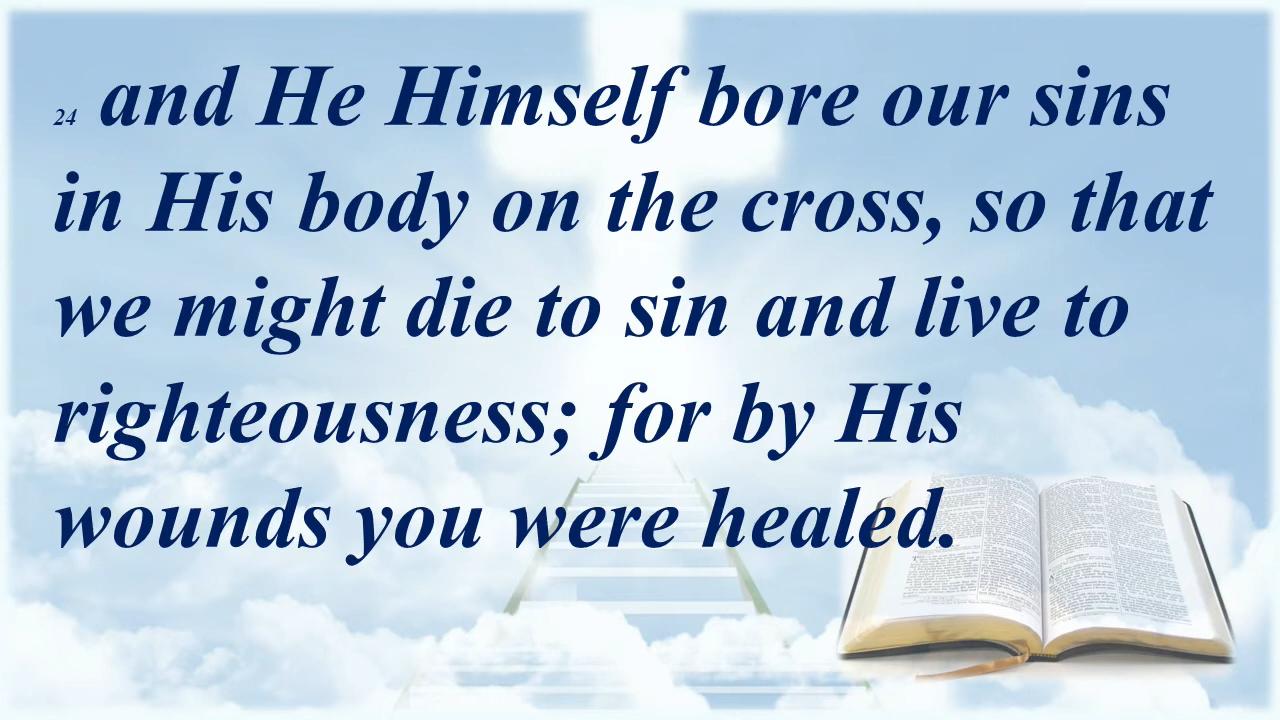 24 and He Himself bore our sins
in His body on the cross, so that
we might die to sin and live to
righteousness; for by His
wounds you were healed.